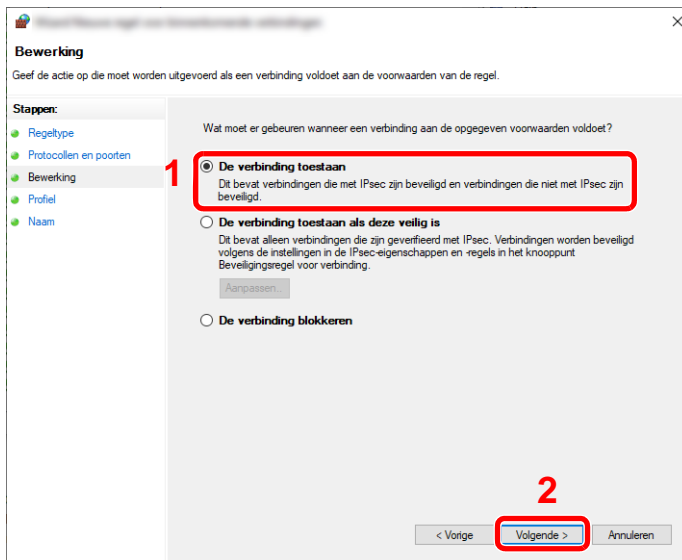 Bewerking
Geef de actie op die moet worden uitgevoerd als een verbinding voldoet aan de voorwaarden van de regel.
Stappen:
Regeltype
Protocollen en poorten
Bewerking
Profiel
Naam
Wat moet er gebeuren wanneer een verbinding aan de opgegeven voorwaarden voldoet?
1
De verbinding toestaan
Dit bevat verbindingen die met IPsec zijn beveiligd en verbindingen die niet met IPsec zijn
beveiligd.
De verbinding toestaan als deze veilig is
Dit bevat alleen verbindingen die zijn geverifieerd met IPsec. Verbindingen worden beveiligd
volgens de instellingen in de IPsec-eigenschappen en -regels in het knooppunt
Beveiligingsregel voor verbinding.
Aanpassen...
De verbinding blokkeren
2
< Vorige
Volgende >
Annuleren